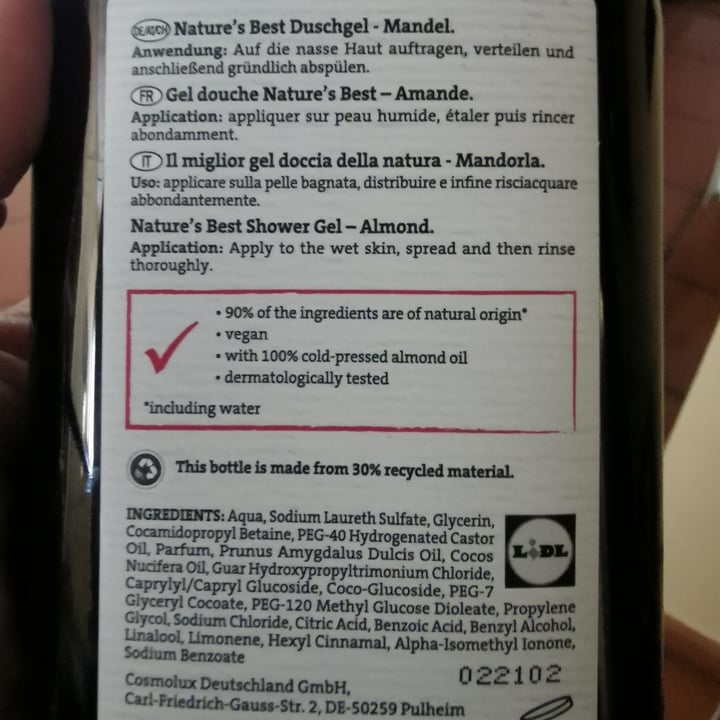 DE/AT/CH Nature's Best Duschgel - Mandel.
Anwendung: Auf die nasse Haut auftragen, verteilen und
anschließend gründlich abspülen.
FR Gel douche Nature's Best – Amande.
Application: appliquer sur peau humide, étaler puis rincer
abondamment.
IT Il miglior gel doccia della natura - Mandorla.
Uso: applicare sulla pelle bagnata, distribuire e infine risciacquare
abbondantemente.
Nature's Best Shower Gel – Almond.
Application: Apply to the wet skin, spread and then rinse
thoroughly.
• 90% of the ingredients are of natural origin*
• vegan
• with 100% cold-pressed almond oil
• dermatologically tested
*including water
This bottle is made from 30% recycled material.
INGREDIENTS: Aqua, Sodium Laureth Sulfate, Glycerin,
Cocamidopropyl Betaine, PEG-40 Hydrogenated Castor
Oil, Parfum, Prunus Amygdalus Dulcis Oil, Cocos
Nucifera Oil, Guar Hydroxypropyltrimonium Chloride,
Caprylyl/Capryl Glucoside, Coco-Glucoside, PEG-7
Glyceryl Cocoate, PEG-120 Methyl Glucose Dioleate, Propylene
Glycol, Sodium Chloride, Citric Acid, Benzoic Acid, Benzyl Alcohol,
Linalool, Limonene, Hexyl Cinnamal, Alpha-Isomethyl Ionone,
Sodium Benzoate
LIDL
022102
Cosmolux Deutschland GmbH,
Carl-Friedrich-Gauss-Str. 2, DE-50259 Pulheim